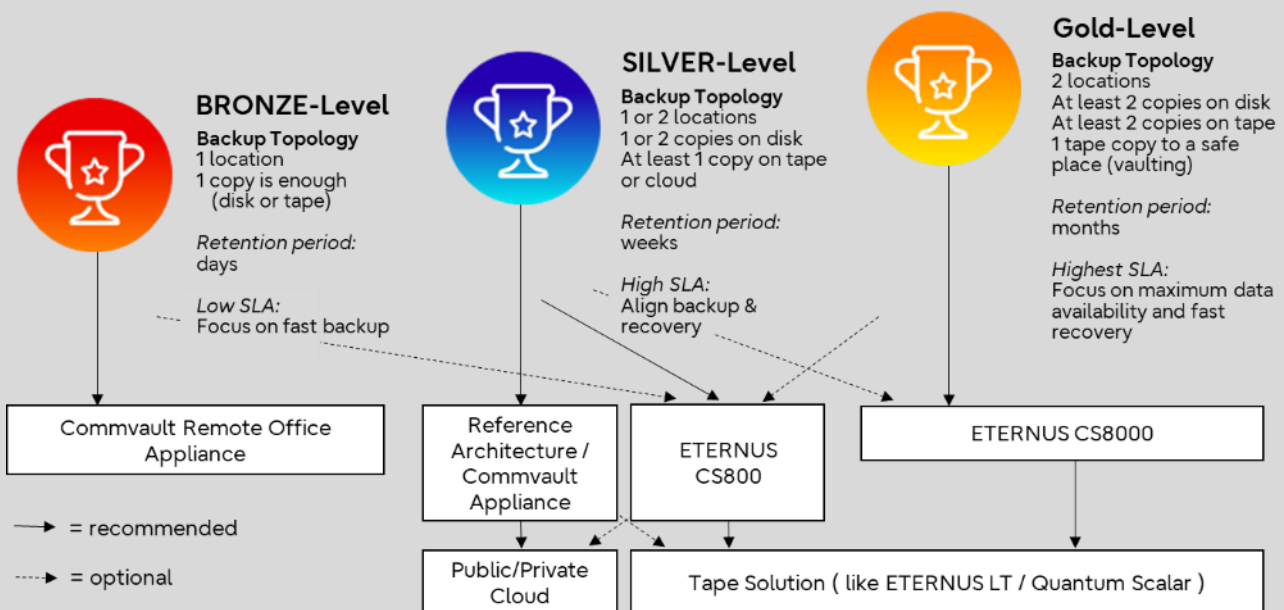 BRONZE-Level
Backup Topology
1 location
1 copy is enough
(disk or tape)
Retention period:
days
Low SLA:
Focus on fast backup
SILVER-Level
Backup Topology
1 or 2 locations
1 or 2 copies on disk
At least 1 copy on tape
or cloud
Retention period:
weeks
High SLA:
Align backup &
recovery
Gold-Level
Backup Topology
2 locations
At least 2 copies on disk
At least 2 copies on tape
1 tape copy to a safe
place (vaulting)
Retention period:
months
Highest SLA:
Focus on maximum data
availability and fast
recovery
Commvault Remote Office
Appliance
Reference
Architecture /
Commvault
Appliance
ETERNUS
CS800
ETERNUS CS8000
= recommended
= optional
Public/Private
Cloud
Tape Solution ( like ETERNUS LT / Quantum Scalar )